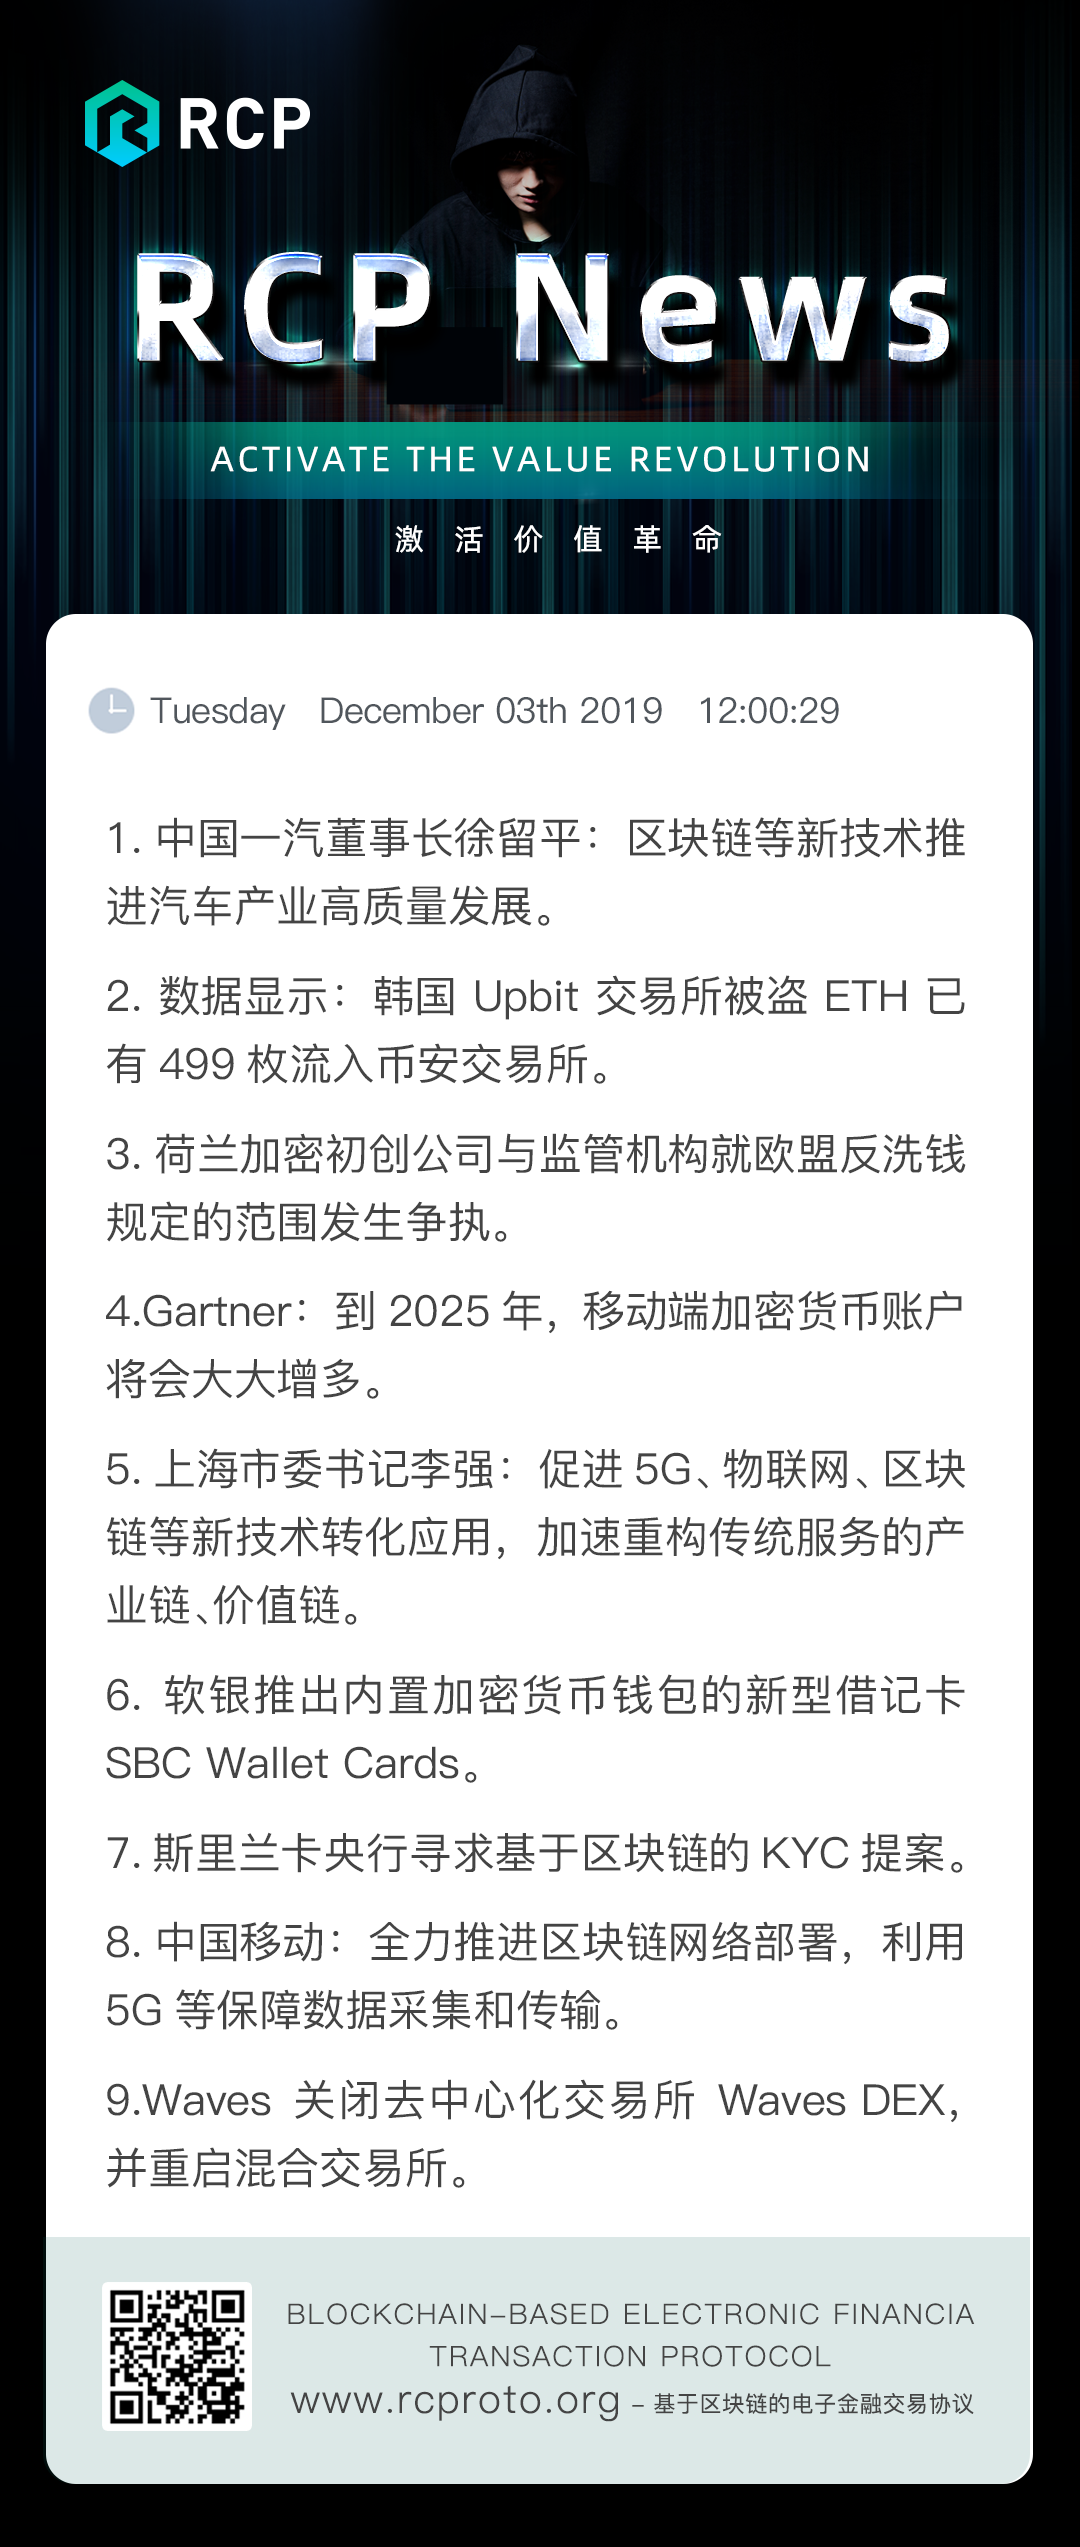 RCP
RCP News
ACTIVATE THE VALUE REVOLUTION
激活价值革命
Tuesday December 03th 2019 12:00:29
1. 中国一汽董事长徐留平：区块链等新技术推
进汽车产业高质量发展。
2. 数据显示：韩国 Upbit 交易所被盗 ETH 已
有 499 枚流入币安交易所。
3. 荷兰加密初创公司与监管机构就欧盟反洗钱
规定的范围发生争执。
4.Gartner：到 2025 年，移动端加密货币账户
将会大大增多。
5. 上海市委书记李强：促进 5G、物联网、区块
链等新技术转化应用，加速重构传统服务的产
业链、价值链。
6. 软银推出内置加密货币钱包的新型借记卡
SBC Wallet Cards。
7. 斯里兰卡央行寻求基于区块链的 KYC 提案。
8. 中国移动：全力推进区块链网络部署，利用
5G 等保障数据采集和传输。
9.Waves 关闭去中心化交易所 Waves DEX，
并重启混合交易所。
BLOCKCHAIN-BASED ELECTRONIC FINANCIA
TRANSACTION PROTOCOL
www.rcproto.org - 基于区块链的电子金融交易协议